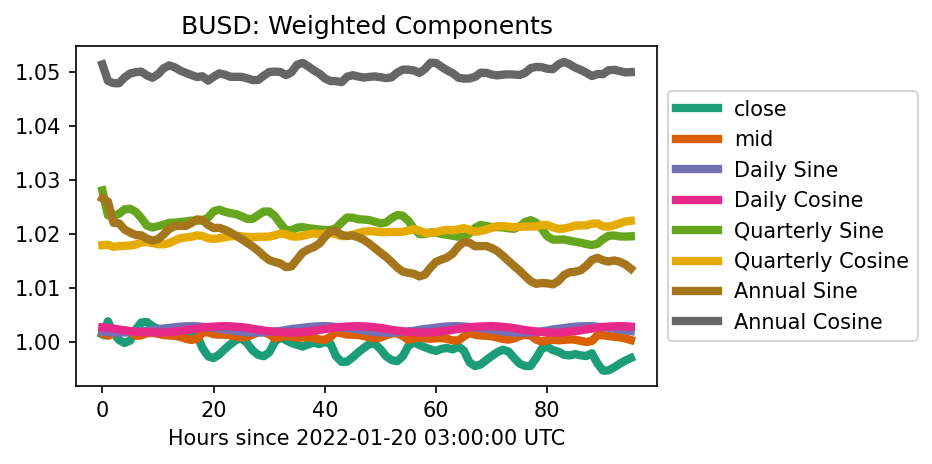 BUSD: Weighted Components
1.05
1.04
1.03
1.02
1.01
1.00
0
20
40
60
80
Hours since 2022-01-20 03:00:00 UTC
close
mid
Daily Sine
Daily Cosine
Quarterly Sine
Quarterly Cosine
Annual Sine
Annual Cosine